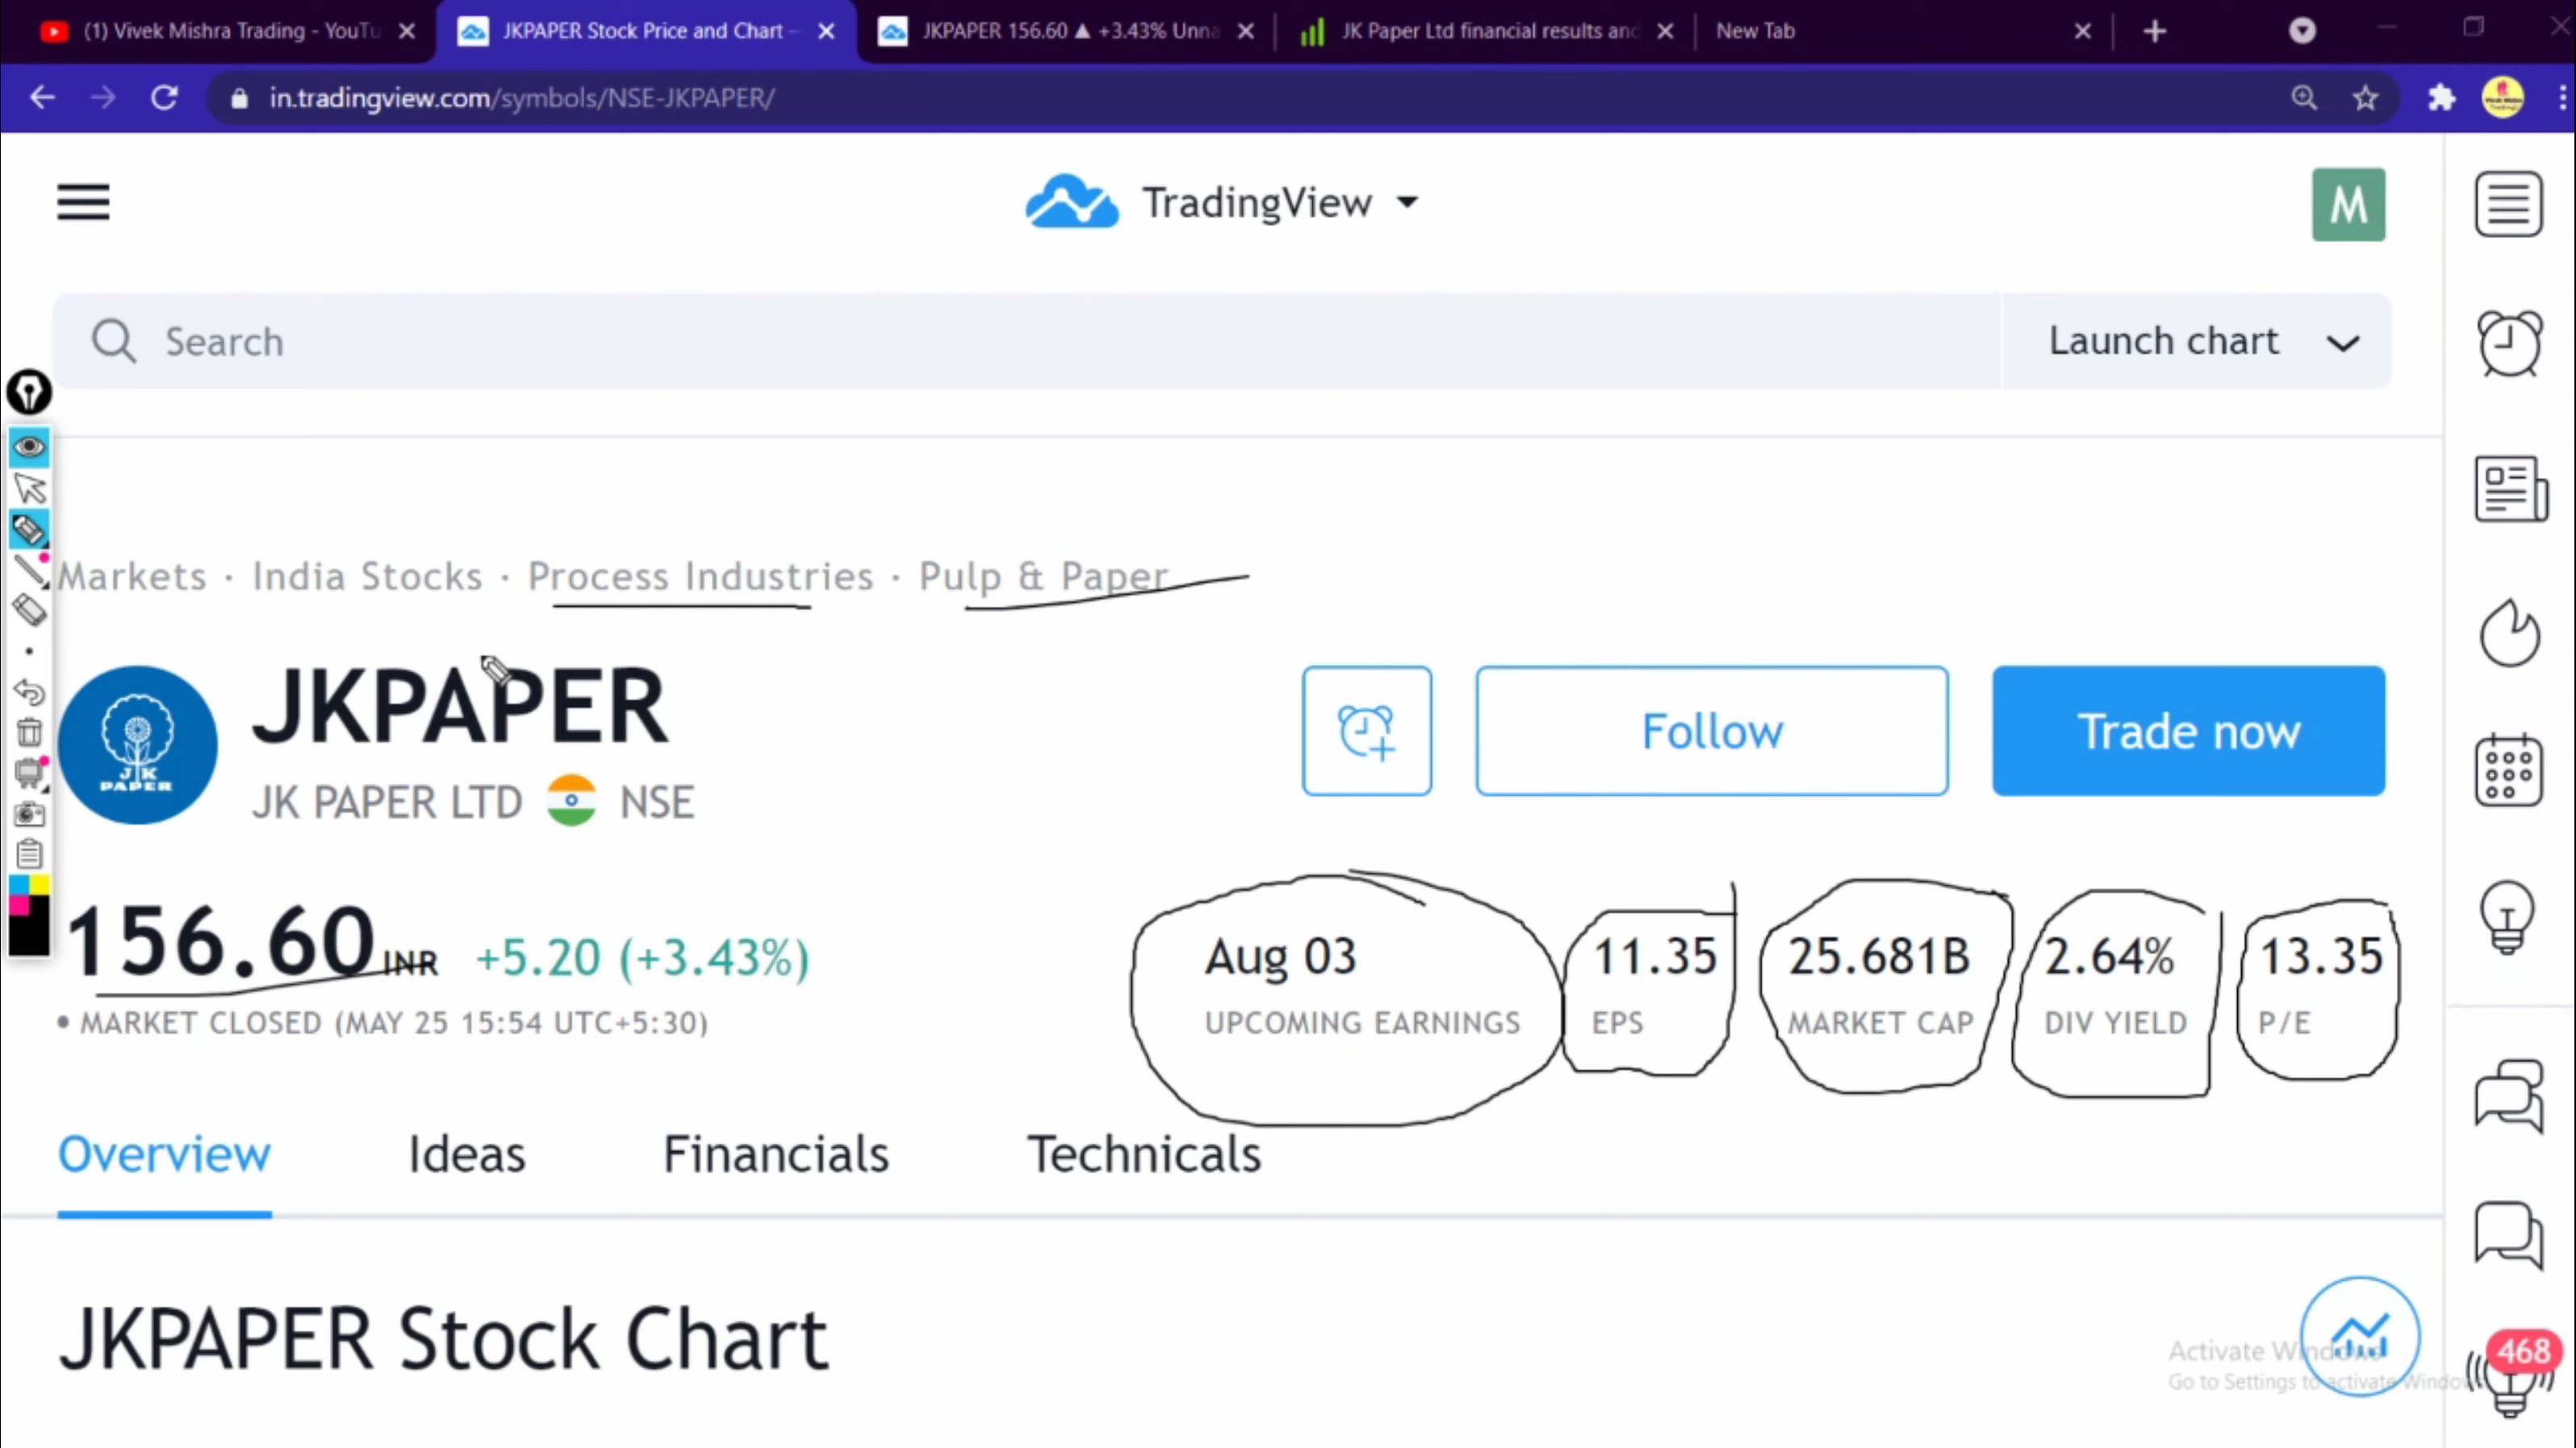 (1) Vivek Mishra Trading - YouTu
JKPAPER Stock Price and Chart –
JKPAPER 156.60 ▲ +3.43% Unna
JK Paper Ltd financial results and
New Tab
in.tradingview.com/symbols/NSE-JKPAPER/
TradingView
M
Search
Launch chart
Markets · India Stocks · Process Industries · Pulp & Paper
JKPAPER
JK PAPER
JK PAPER LTD NSE
Follow
Trade now
156.60 INR +5.20 (+3.43%)
• MARKET CLOSED (MAY 25 15:54 UTC+5:30)
Aug 03
UPCOMING EARNINGS
11.35
EPS
25.681B
MARKET CAP
2.64%
DIV YIELD
13.35
P/E
Overview
Ideas
Financials
Technicals
JKPAPER Stock Chart
Activate Windows
Go to Settings to activate Windows
468